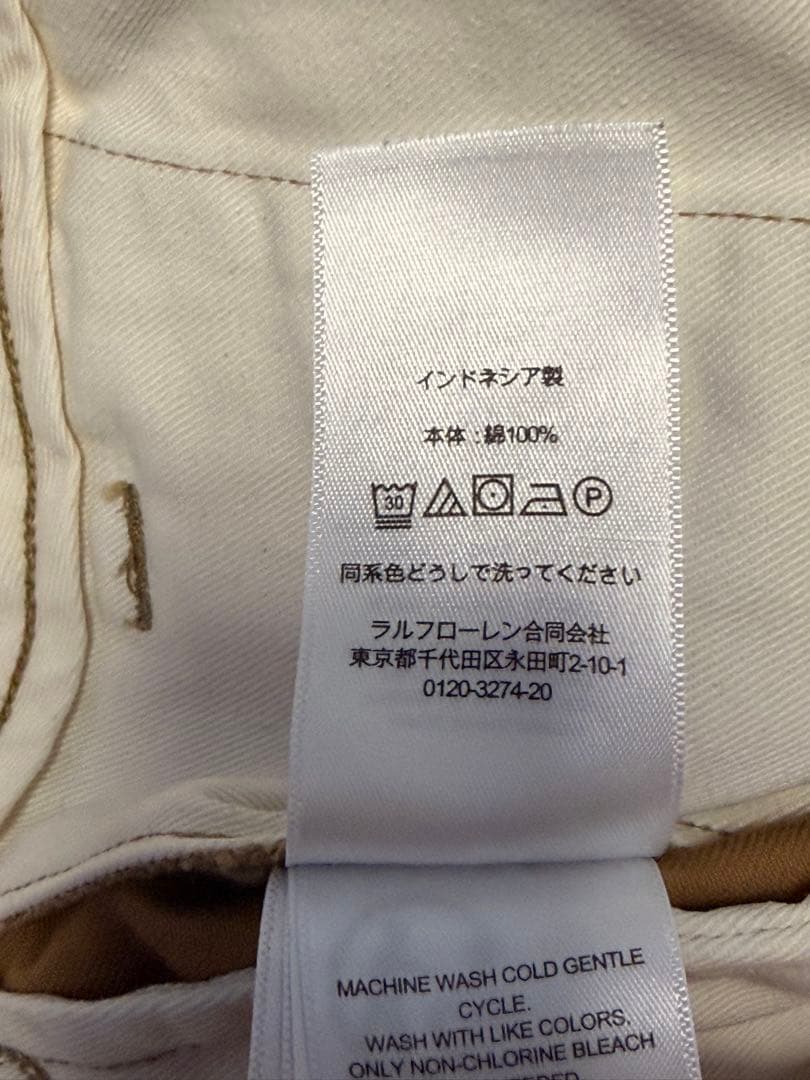 インドネシア製
本体：綿100%
30 P
同系色どうしで洗ってください
ラルフローレン合同会社
東京都千代田区永田町2-10-1
0120-3274-20
MACHINE WASH COLD GENTLE
CYCLE.
WASH WITH LIKE COLORS.
ONLY NON-CHLORINE BLEACH